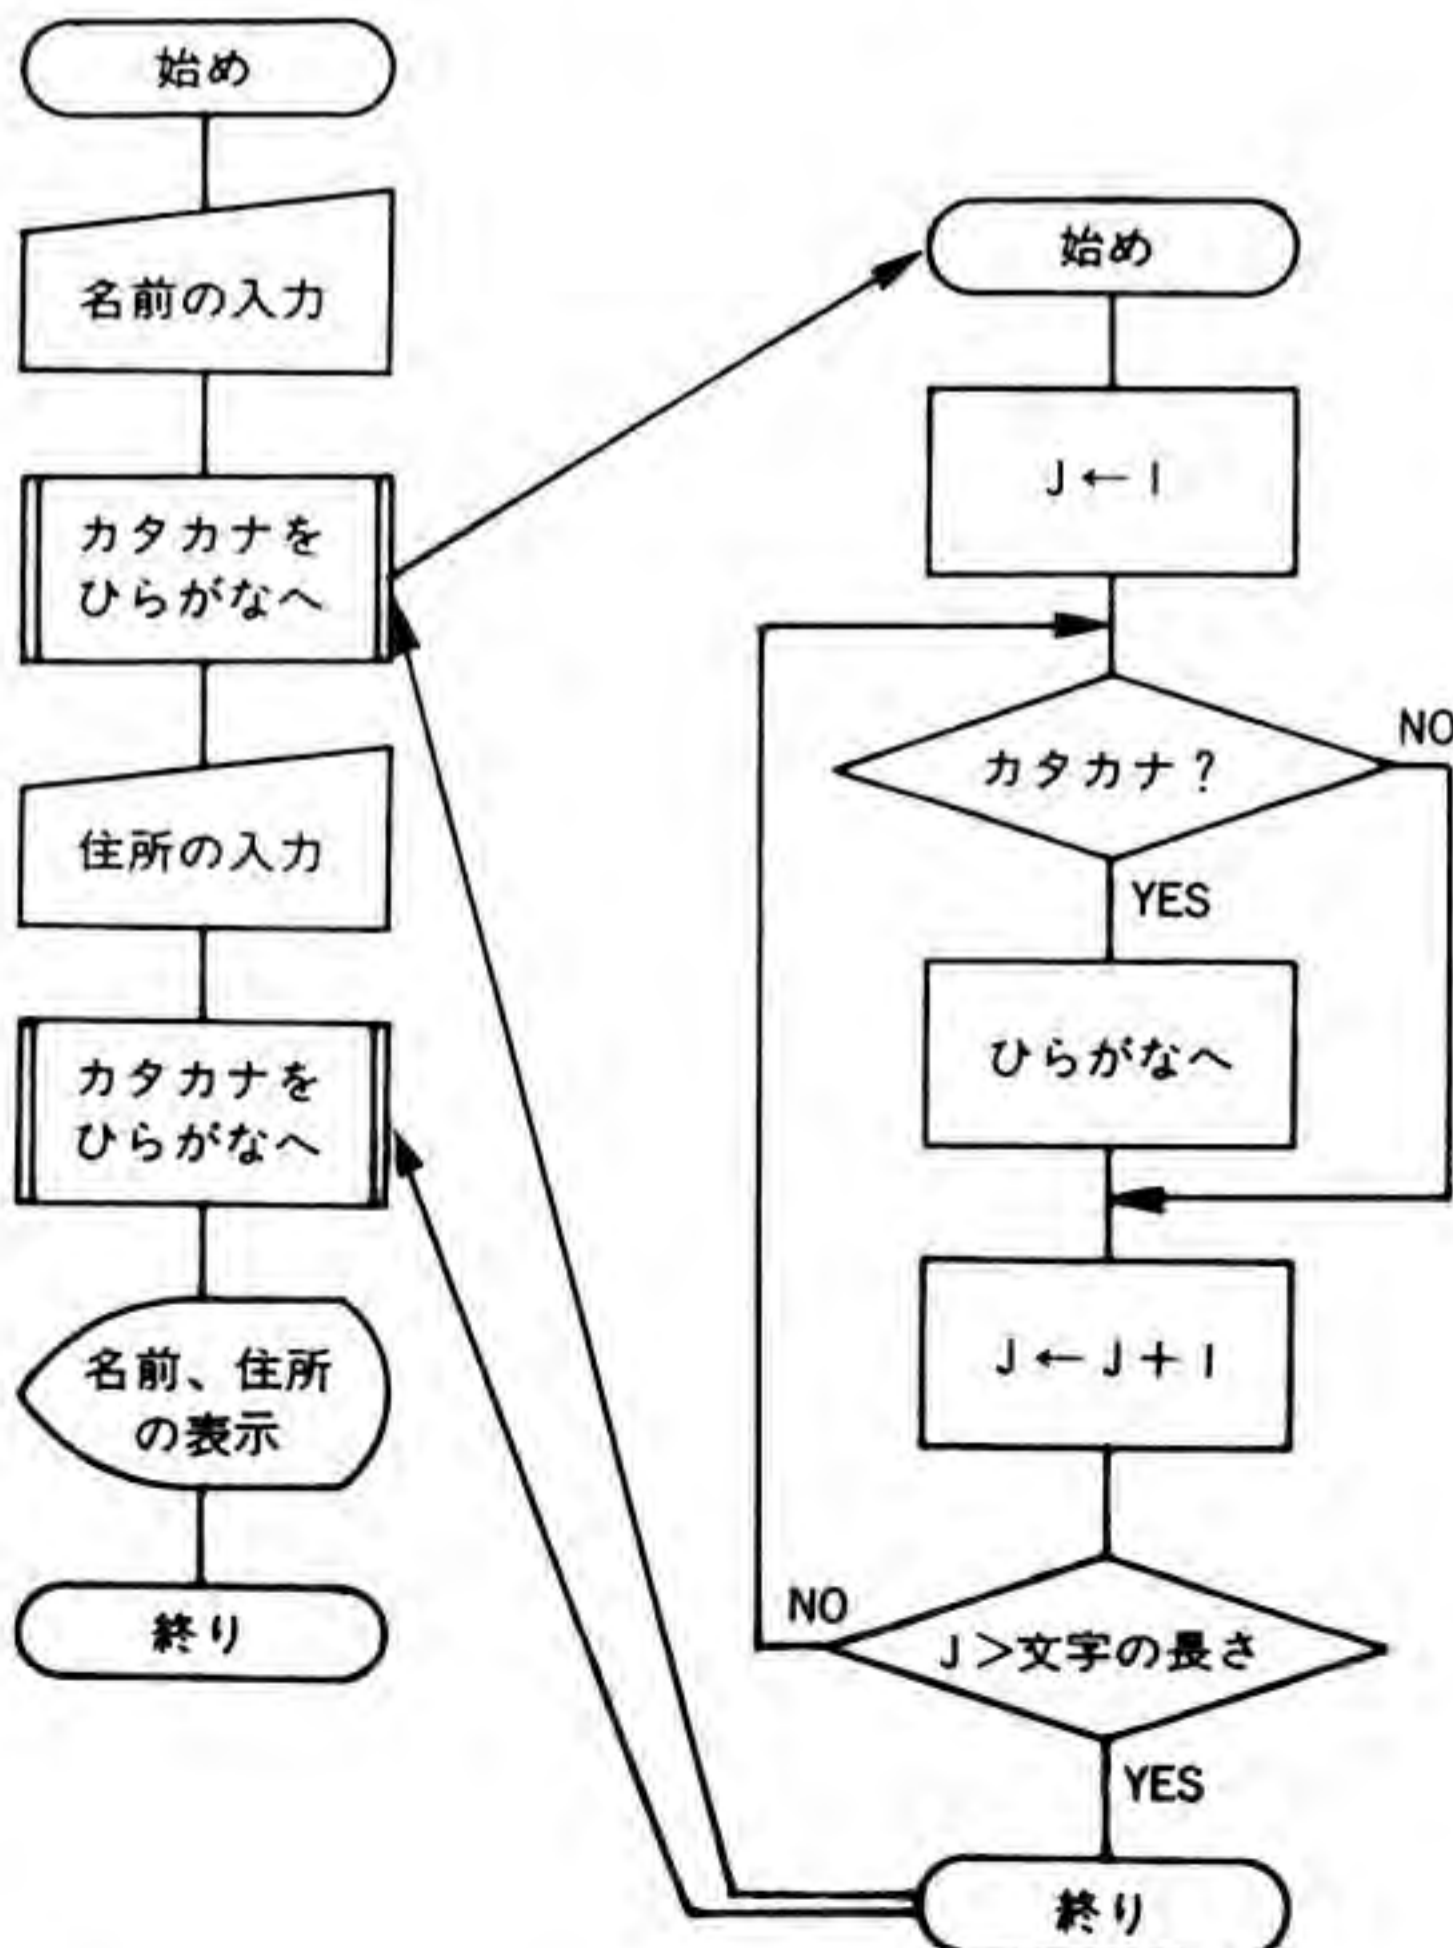 始め
名前の入力
カタカナを
ひらがなへ
住所の入力
カタカナを
ひらがなへ
名前、住所
の表示
終り
始め
J←1
カタカナ?
NO
YES
ひらがなへ
J←J+1
NO
J>文字の長さ
YES
終り